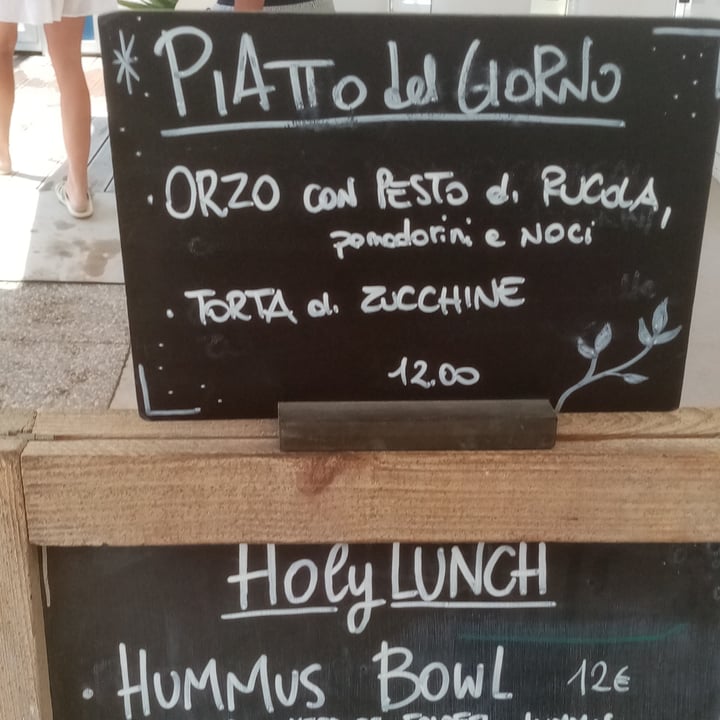 PIATTO del GIORNO
· ORZO CON PESTO di RUCOLA,
pomodorini e NOCI
· TORTA di ZUCCHINE
12.00
Holy LUNCH
· HUMMUS BOWL 12€